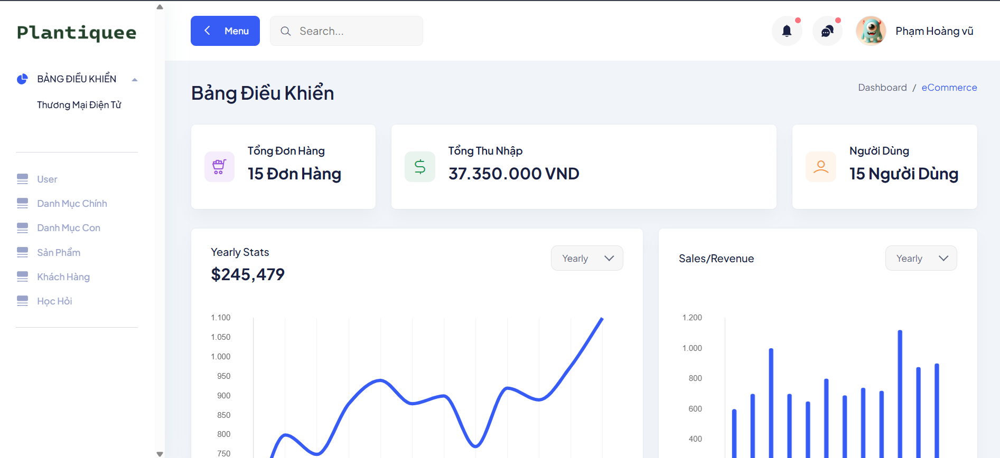 Plantiquee
BẢNG ĐIỀU KHIỂN
Thương Mại Điện Tử
User
Danh Mục Chính
Danh Mục Con
Sản Phẩm
Khách Hàng
Học Hỏi
Menu
Search...
Phạm Hoàng vũ
Bảng Điều Khiển
Dashboard / eCommerce
Tổng Đơn Hàng
15 Đơn Hàng
Tổng Thu Nhập
37.350.000 VND
Người Dùng
15 Người Dùng
Yearly Stats
$245,479
Yearly
1.100
1.050
1.000
950
900
850
800
750
Sales/Revenue
Yearly
1.200
1.000
800
600
400